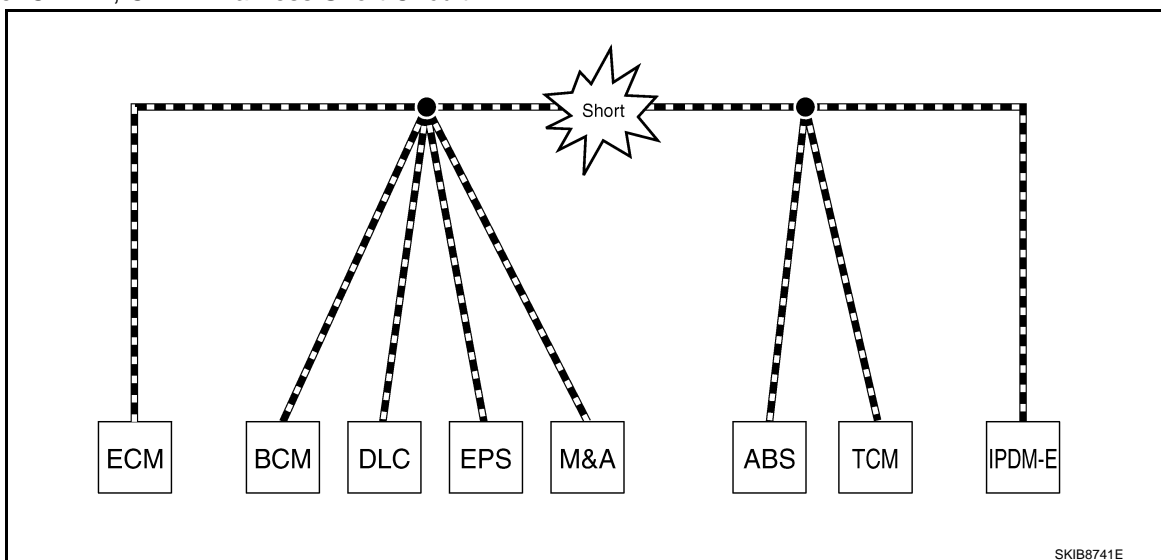 Short
ECM
BCM
DLC
EPS
M&A
ABS
TCM
IPDM-E
SKIB8741E